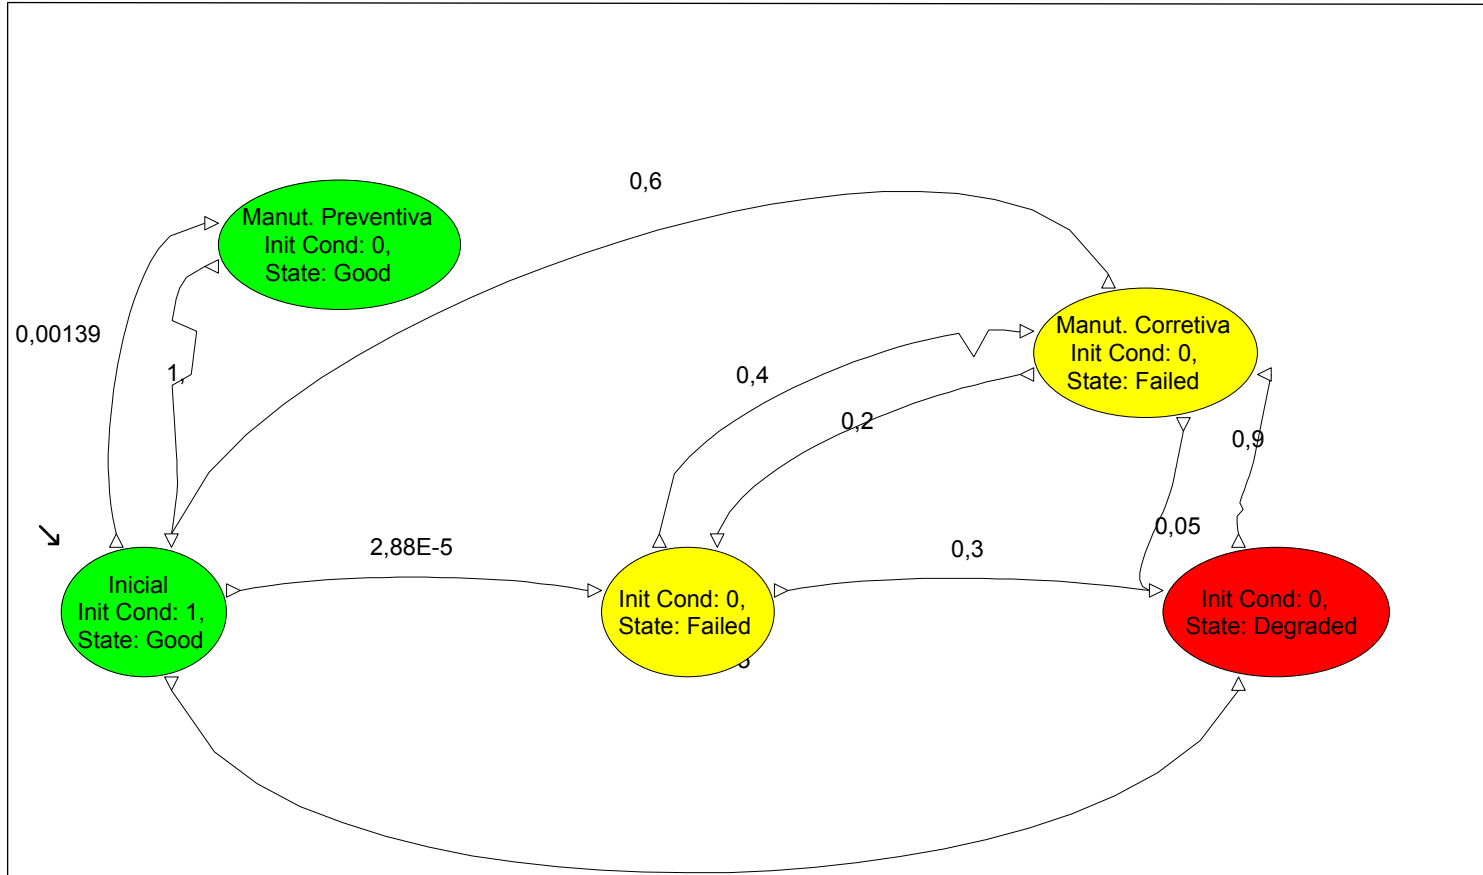 0,6
Manut. Preventiva
Init Cond: 0,
State: Good
0,00139
1,
Manut. Corretiva
Init Cond: 0,
State: Failed
0,4
0,2
0,9
0,05
2,88E-5
0,3
Inicial
Init Cond: 1,
State: Good
Init Cond: 0,
State: Failed
Init Cond: 0,
State: Degraded